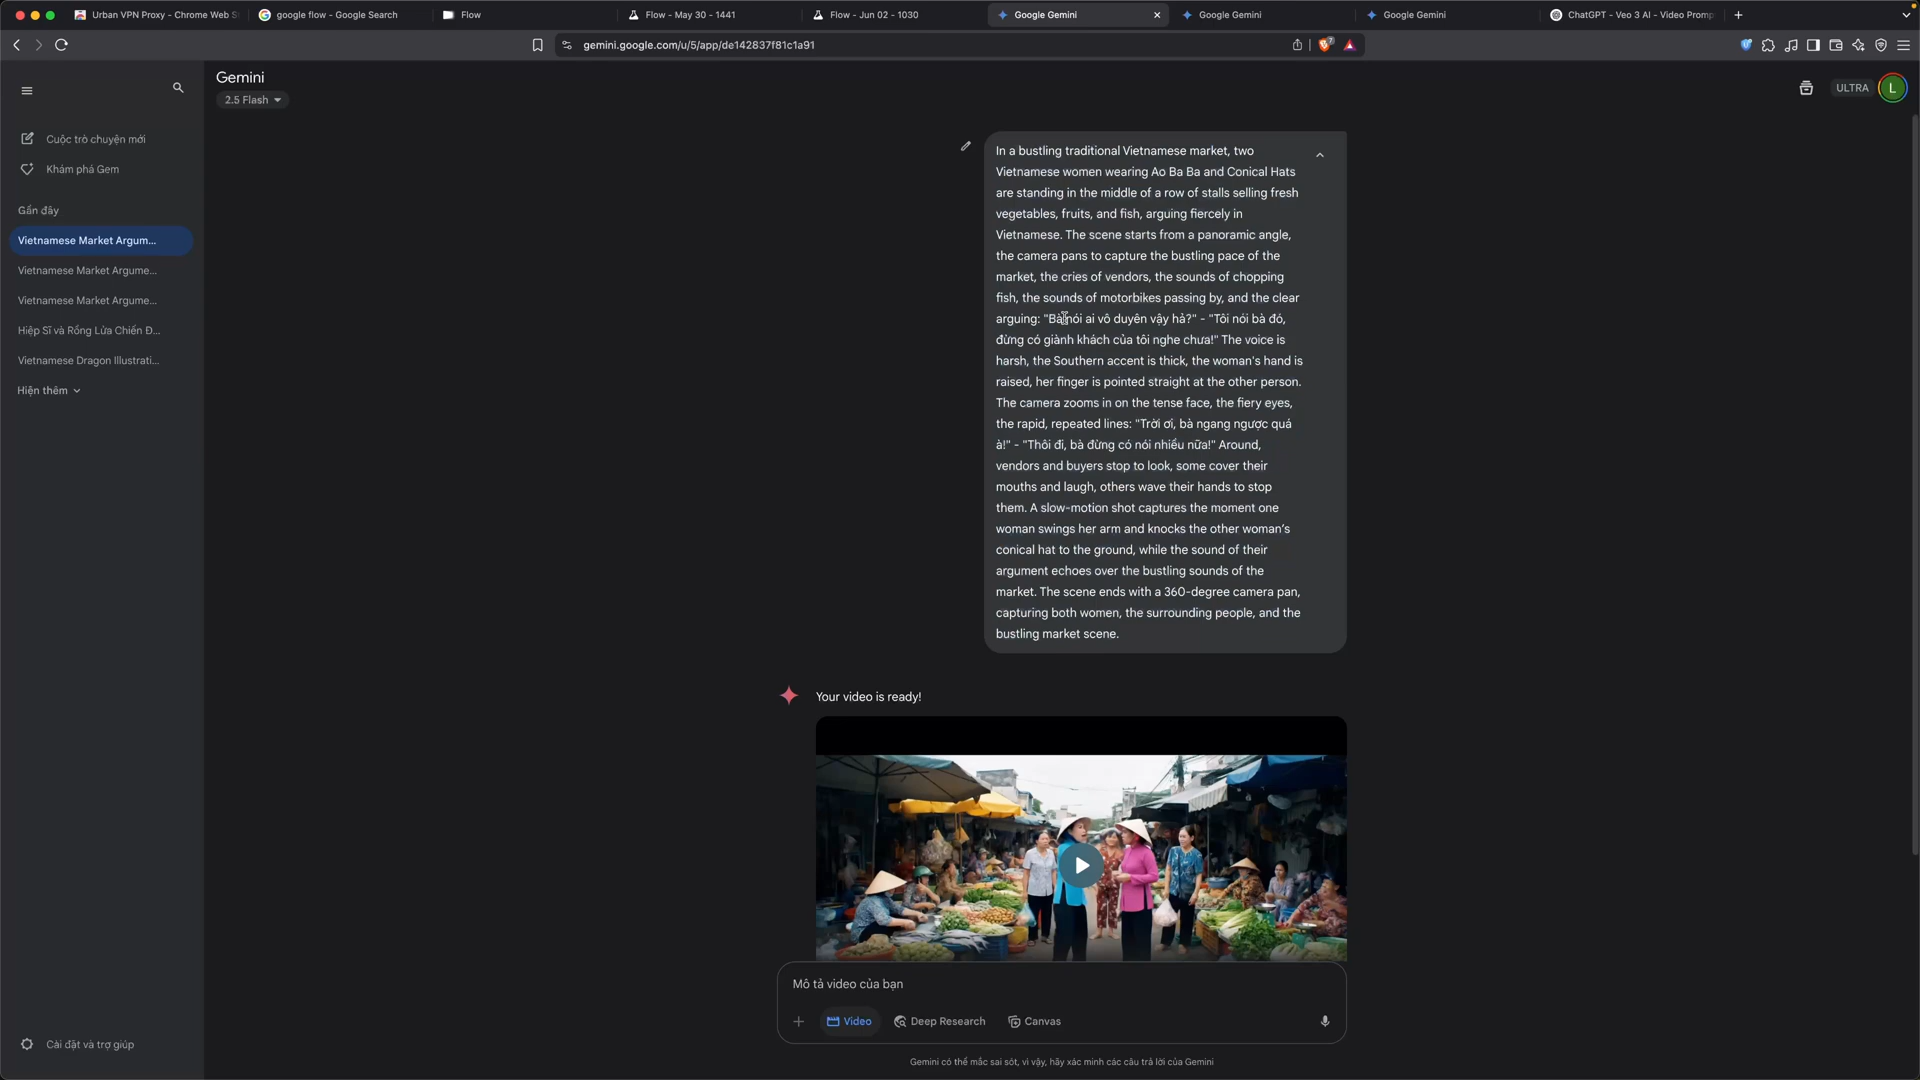 Urban VPN Proxy - Chrome Web S
google flow - Google Search
Flow
Flow - May 30 - 1441
Flow - Jun 02 - 1030
Google Gemini
Google Gemini
Google Gemini
ChatGPT - Veo 3 AI - Video Promp
gemini.google.com/u/5/app/de142837f81c1a91
7
Gemini
2.5 Flash
ULTRA
L
Cuộc trò chuyện mới
Khám phá Gem
Gần đây
Vietnamese Market Argum...
Vietnamese Market Argume...
Vietnamese Market Argume...
Hiệp Sĩ và Rồng Lửa Chiến Đ...
Vietnamese Dragon Illustrati...
Hiện thêm
In a bustling traditional Vietnamese market, two
Vietnamese women wearing Ao Ba Ba and Conical Hats
are standing in the middle of a row of stalls selling fresh
vegetables, fruits, and fish, arguing fiercely in
Vietnamese. The scene starts from a panoramic angle,
the camera pans to capture the bustling pace of the
market, the cries of vendors, the sounds of chopping
fish, the sounds of motorbikes passing by, and the clear
arguing: "Bà nói ai vô duyên vậy hả?" - "Tôi nói bà đó,
đừng có giành khách của tôi nghe chưa!" The voice is
harsh, the Southern accent is thick, the woman's hand is
raised, her finger is pointed straight at the other person.
The camera zooms in on the tense face, the fiery eyes,
the rapid, repeated lines: "Trời ơi, bà ngang ngược quá
à!" - "Thôi đi, bà đừng có nói nhiều nữa!" Around,
vendors and buyers stop to look, some cover their
mouths and laugh, others wave their hands to stop
them. A slow-motion shot captures the moment one
woman swings her arm and knocks the other woman's
conical hat to the ground, while the sound of their
argument echoes over the bustling sounds of the
market. The scene ends with a 360-degree camera pan,
capturing both women, the surrounding people, and the
bustling market scene.
Your video is ready!
Mô tả video của bạn
Video
Deep Research
Canvas
Cài đặt và trợ giúp
Gemini có thể mắc sai sót, vì vậy, hãy xác minh các câu trả lời của Gemini